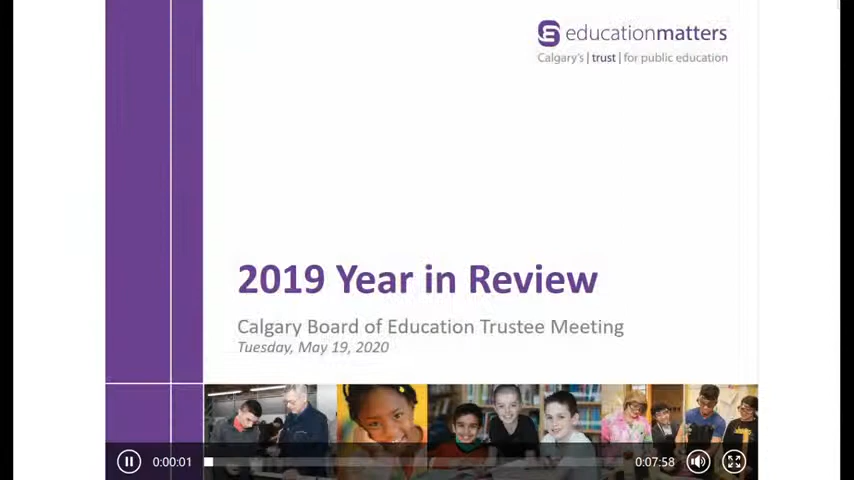 educationmatters
Calgary's | trust | for public education
2019 Year in Review
Calgary Board of Education Trustee Meeting
Tuesday, May 19, 2020
0:00:01
0:07:58